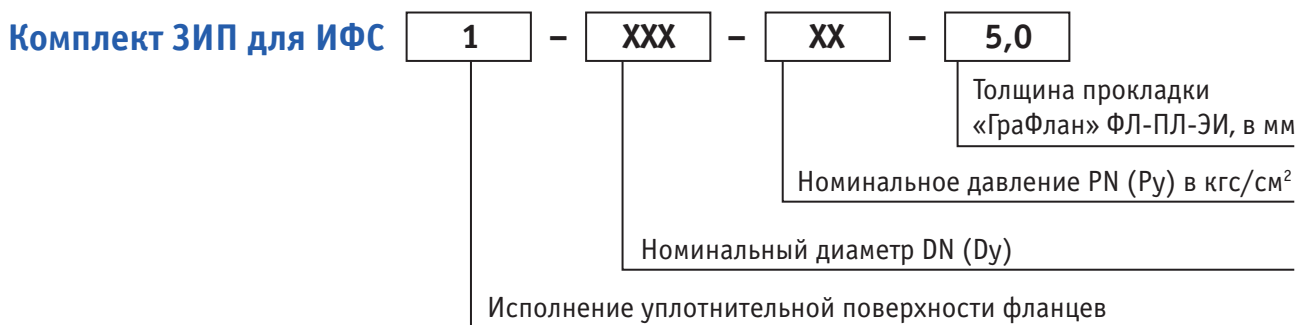 Комплект ЗИП для ИФС 1 – XXX – XX – 5,0
Толщина прокладки
«ГраФлан» ФЛ-ПЛ-ЭИ, в мм
Номинальное давление PN (Ру) в кгс/см²
Номинальный диаметр DN (Dу)
Исполнение уплотнительной поверхности фланцев